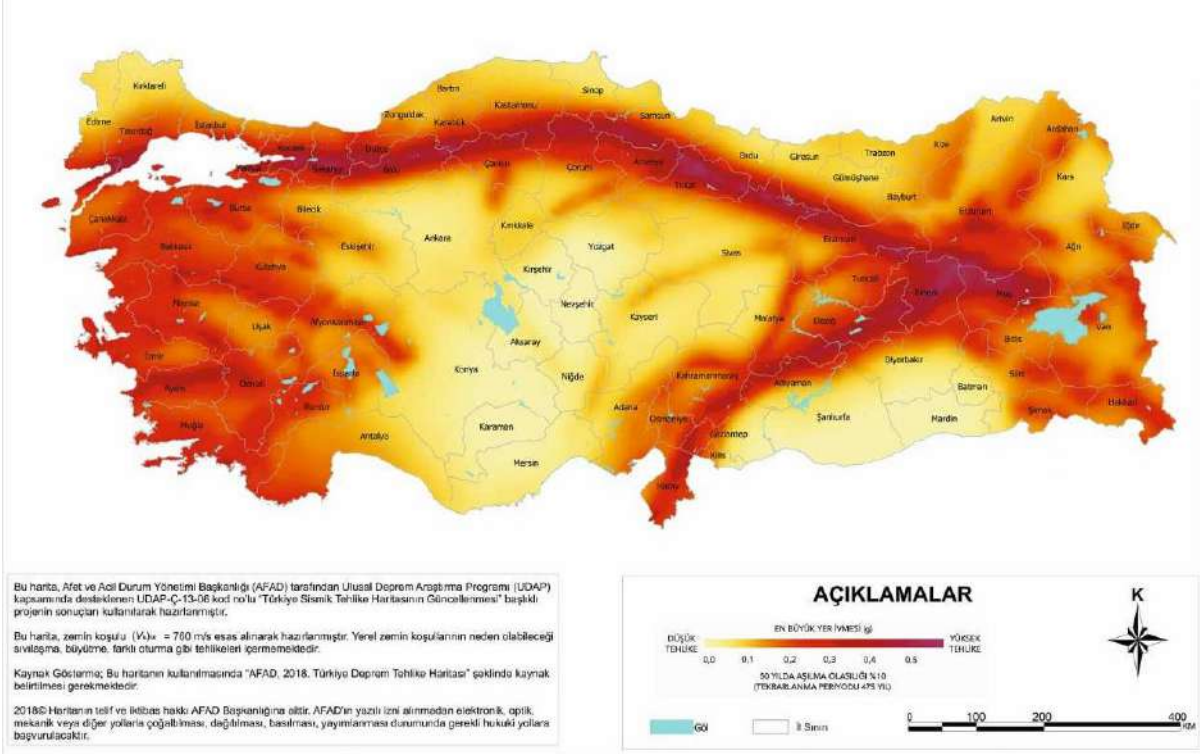 Kırklareli
Edirne
Tekirdağ
İstanbul
Kocaeli
Yalova
Sakarya
Düzce
Bolu
Zonguldak
Bartın
Karabük
Kastamonu
Sinop
Samsun
Çankırı
Çorum
Amasya
Tokat
Ordu
Giresun
Trabzon
Gümüşhane
Bayburt
Rize
Artvin
Ardahan
Kars
Erzurum
Iğdır
Ağrı
Çanakkale
Bursa
Bilecik
Balıkesir
Kütahya
Eskişehir
Ankara
Kırıkkale
Yozgat
Kırşehir
Sivas
Erzincan
Tunceli
Bingöl
Muş
Manisa
Uşak
Afyonkarahisar
Nevşehir
Kayseri
Malatya
Elazığ
Bitlis
Van
İzmir
Aydın
Denizli
Isparta
Burdur
Konya
Aksaray
Niğde
Kahramanmaraş
Adıyaman
Diyarbakır
Batman
Siirt
Şırnak
Hakkari
Muğla
Antalya
Karaman
Mersin
Adana
Osmaniye
Gaziantep
Kilis
Hatay
Şanlıurfa
Mardin
Bu harita, Afet ve Acil Durum Yönetimi Başkanlığı (AFAD) tarafından Ulusal Deprem Araştırma Programı (UDAP)
kapsamında desteklenen UDAP-Ç-13-06 kod no'lu "Türkiye Sismik Tehlike Haritasının Güncellenmesi" başlıklı
projenin sonuçları kullanılarak hazırlanmıştır.
Bu harita, zemin koşulu = 760 m/s esas alınarak hazırlanmıştır. Yerel zemin koşullarının neden olabileceği
sıvılaşma, büyütme, farklı oturma gibi tehlikeleri içermemektedir.
Kaynak Gösterme; Bu haritanın kullanılmasında "AFAD, 2018. Türkiye Deprem Tehlike Haritası" şeklinde kaynak
belirtilmesi gerekmektedir.
2018© Haritanın telif ve iktibas hakkı AFAD Başkanlığına aittir. AFAD'ın yazılı izni alınmadan elektronik, optik,
mekanik veya diğer yollarla çoğaltılması, dağıtılması, basılması, yayımlanması durumunda gerekli hukuki yollara
başvurulacaktır.
AÇIKLAMALAR
K
EN BÜYÜK YER İVMESİ (g)
DÜŞÜK TEHLİKE
YÜKSEK TEHLİKE
0,0 0,1 0,2 0,3 0,4 0,5
50 YILDA AŞILMA OLASILIĞI %10
(TEKRARLANMA PERİYODU 475 YIL)
Göl
İl Sınırı
0 100 200 400
KM